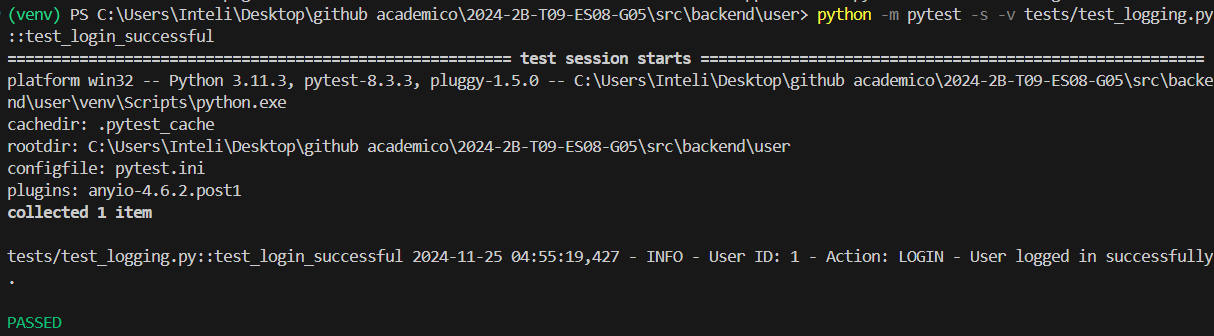 (venv) PS C:\Users\Inteli\Desktop\github academico\2024-2B-T09-ES08-G05\src\backend\user> python -m pytest -s -v tests/test_logging.py
::test_login_successful
======================================================== test session starts ========================================================
platform win32 -- Python 3.11.3, pytest-8.3.3, pluggy-1.5.0 -- C:\Users\Inteli\Desktop\github academico\2024-2B-T09-ES08-G05\src\backe
nd\user\venv\Scripts\python.exe
cachedir: .pytest_cache
rootdir: C:\Users\Inteli\Desktop\github academico\2024-2B-T09-ES08-G05\src\backend\user
configfile: pytest.ini
plugins: anyio-4.6.2.post1
collected 1 item
tests/test_logging.py::test_login_successful 2024-11-25 04:55:19,427 - INFO - User ID: 1 - Action: LOGIN - User logged in successfully
.
PASSED